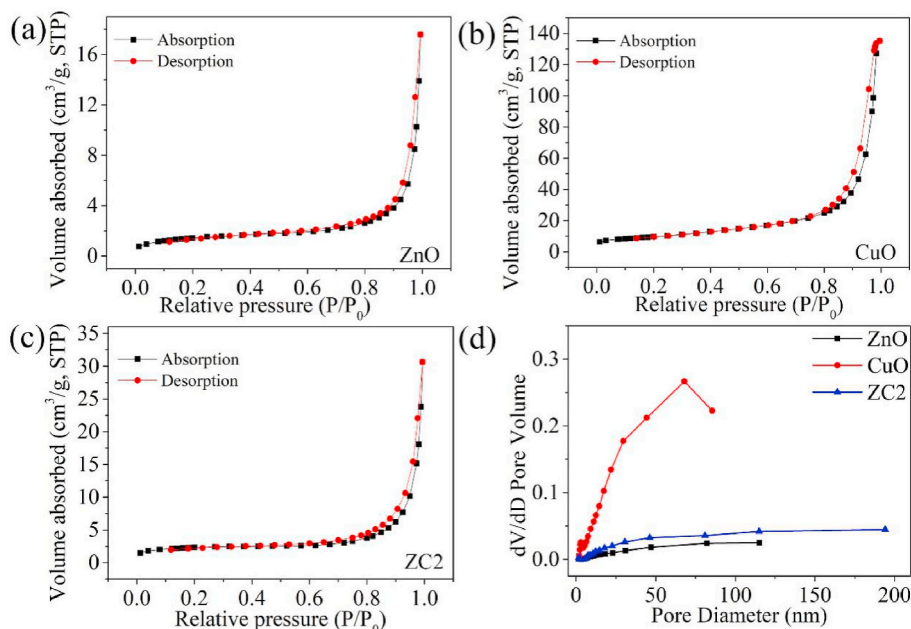 (a)
Volume absorbed (cm³/g, STP)
16
12
8
4
0
Absorption
Desorption
ZnO
0.0 0.2 0.4 0.6 0.8 1.0
Relative pressure (P/P₀)
(b)
Volume absorbed (cm³/g, STP)
140
120
100
80
60
40
20
0
Absorption
Desorption
CuO
0.0 0.2 0.4 0.6 0.8 1.0
Relative pressure (P/P₀)
(c)
Volume absorbed (cm³/g, STP)
35
30
25
20
15
10
5
0
Absorption
Desorption
ZC2
0.0 0.2 0.4 0.6 0.8 1.0
Relative pressure (P/P₀)
(d)
dV/dD Pore Volume
0.3
0.2
0.1
0.0
ZnO
CuO
ZC2
0 50 100 150 200
Pore Diameter (nm)